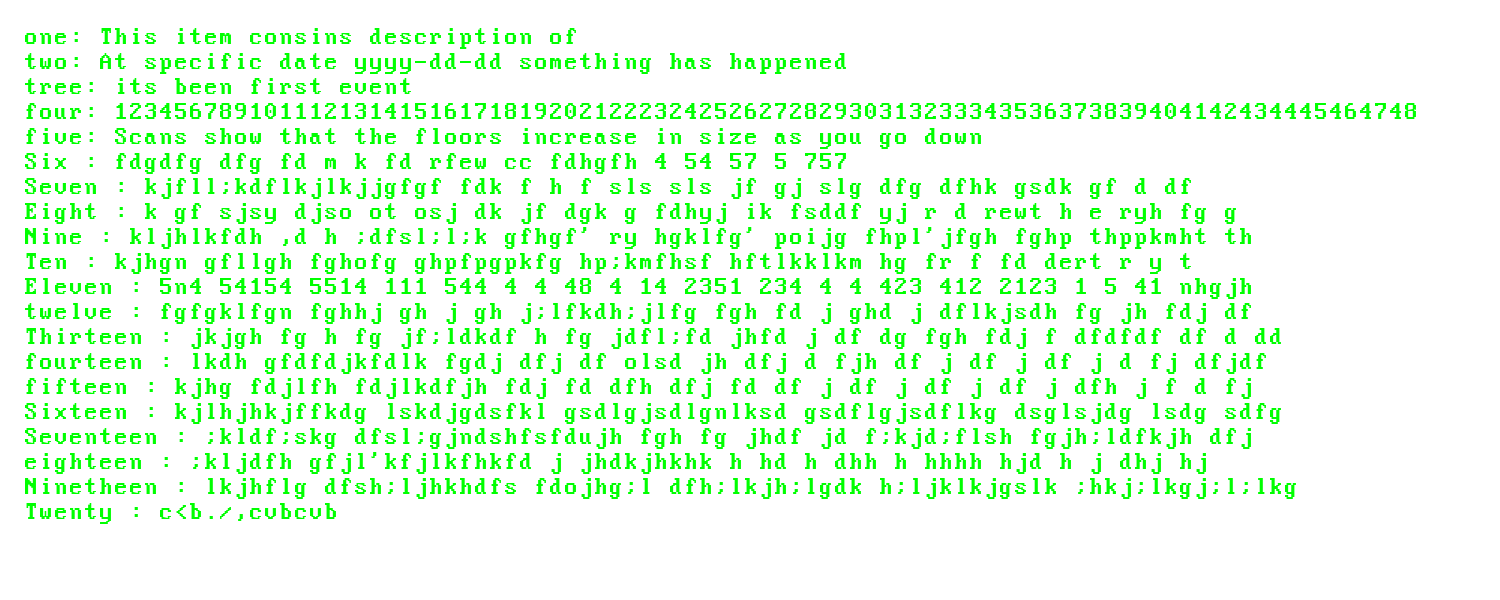 one: This item consins description of
two: At specific date yyyy-dd-dd something has happened
tree: its been first event
four: 123456789101112131415161718192021222324252627282930313233343536373839404142434445464748
five: Scans show that the floors increase in size as you go down
Six : fdgdfg dfg fd m k fd rfew cc fdhgfh 4 54 57 5 757
Seven : kjfll;kdflkjlkjjgfgf fdk f h f sls sls jf gj slg dfg dfhk gsdk gf d df
Eight : k gf sjsy djso ot osj dk jf dgk g fdhyj ik fsddf yj r d rewt h e ryh fg g
Nine : kljhlkfdh ,d h ;dfsl;l;k gfhgf' ry hgklfg' poijg fhpl'jfgh fghp thppkmht th
Ten : kjhgn gfllgh fghofg ghpfpgpkfg hp;kmfhsf hftlkklkm hg fr f fd dert r y t
Eleven : 5n4 54154 5514 111 544 4 4 48 4 14 2351 234 4 4 423 412 2123 1 5 41 nhgjh
twelve : fgfgklfgn fghhj gh j gh j;lfkdh;jlfg fgh fd j ghd j dflkjsdh fg jh fdj df
Thirteen : jkjgh fg h fg jf;ldkdf h fg jdfl;fd jhfd j df dg fgh fdj f dfdfdf df d dd
fourteen : lkdh gfdfdjkfdlk fgdj dfj df olsd jh dfj d fjh df j df j df j d fj dfjdf
fifteen : kjhg fdjlfh fdjlkdfjh fdj fd dfh dfj fd df j df j df j df j dfh j f d fj
Sixteen : kjlhjhkjffkdg lskdjgdsfkl gsdlgjsdlgnlksd gsdflgjsdflkg dsglsjdg lsdg sdfg
Seventeen : ;kldf;skg dfsl;gjndshfsfdujh fgh fg jhdf jd f;kjd;flsh fgjh;ldfkjh dfj
eighteen : ;kljdfh gfjl'kfjlkfhkfd j jhdkjhkhk h hd h dhh h hhhh hjd h j dhj hj
Ninetheen : lkjhflg dfsh;ljhkhdfs fdojhg;l dfh;lkjh;lgdk h;ljklkjgslk ;hkj;lkgj;l;lkg
Twenty : c<b./,cvbcvb